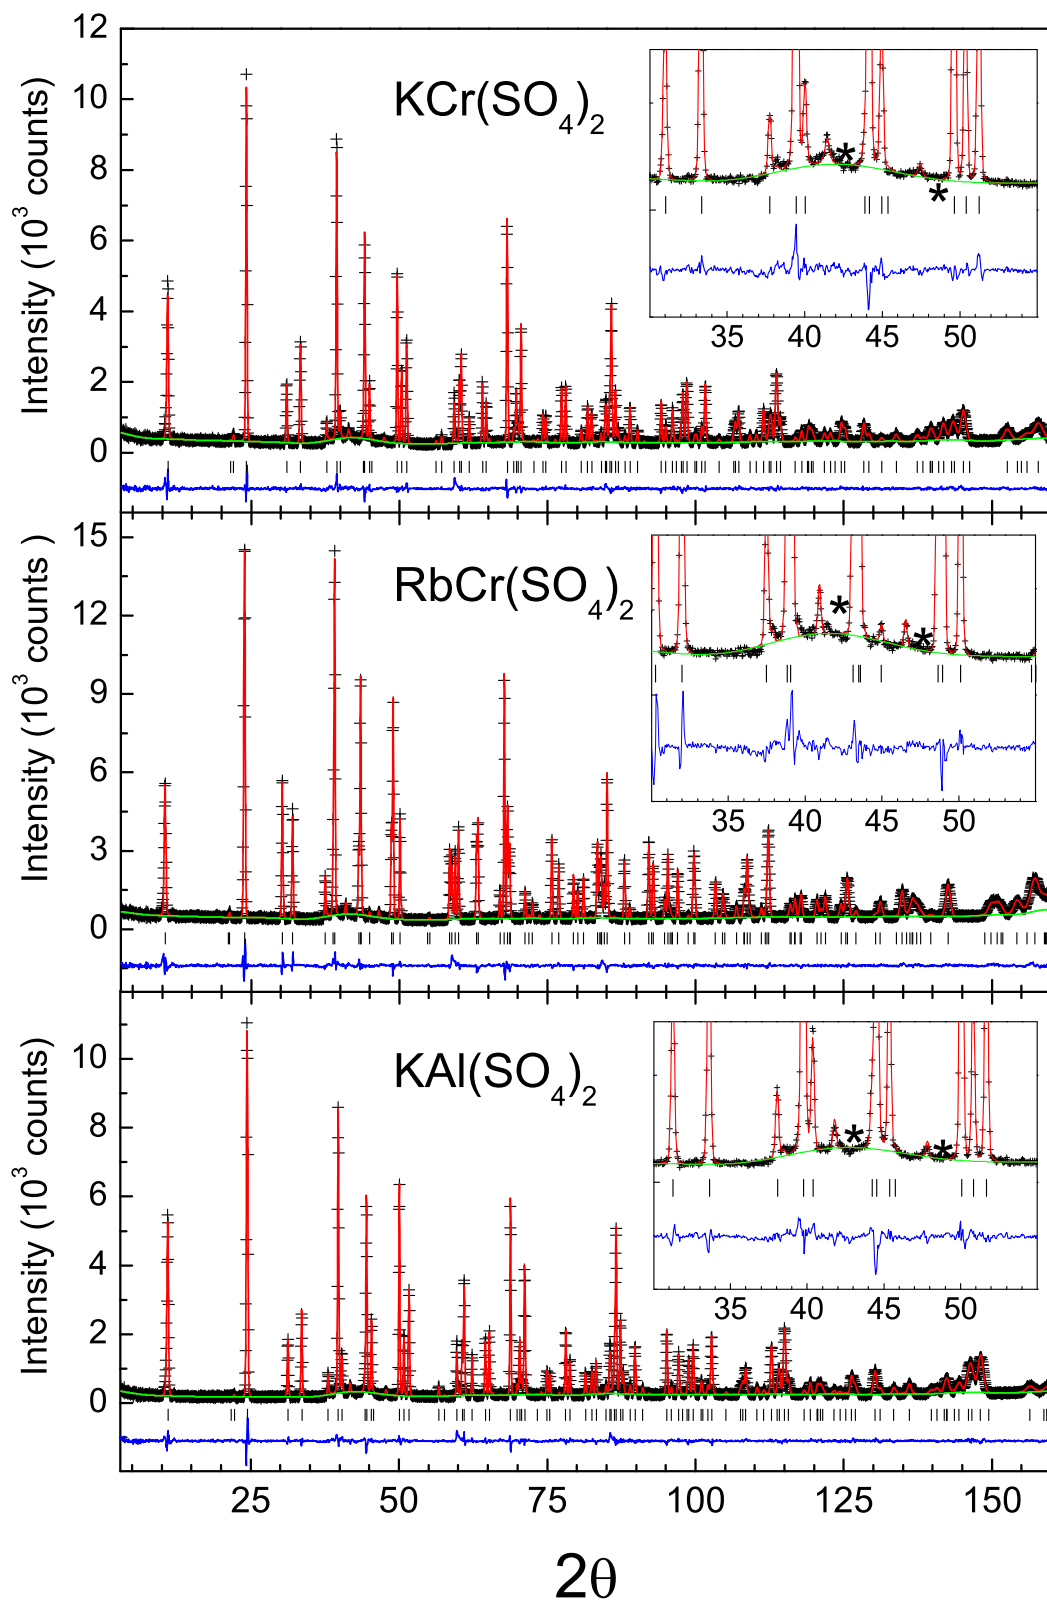 12
10
8
6
4
2
0
Intensity (10³ counts)
KCr(SO₄)₂
*
*
35 40 45 50
15
12
9
6
3
0
Intensity (10³ counts )
RbCr(SO₄)₂
*
*
35 40 45 50
10
8
6
4
2
0
Intensity (10³ counts)
KAl(SO₄)₂
*
*
35 40 45 50
25 50 75 100 125 150
2θ